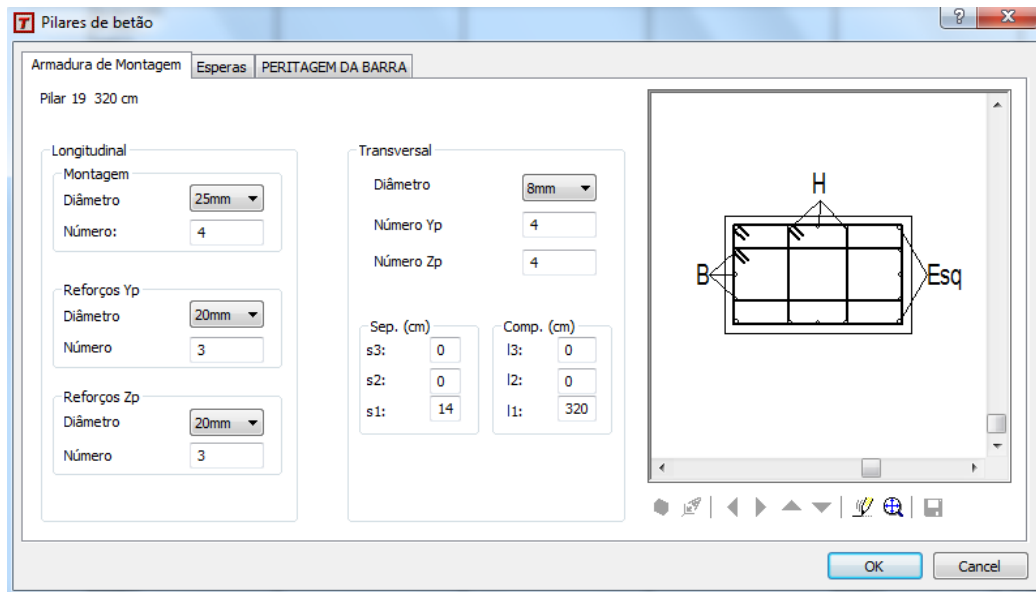 Pilares de betão
Armadura de Montagem Esperas PERITAGEM DA BARRA
Pilar 19 320 cm
Longitudinal
Montagem
Diâmetro 25mm
Número: 4
Reforços Yp
Diâmetro 20mm
Número 3
Reforços Zp
Diâmetro 20mm
Número 3
Transversal
Diâmetro 8mm
Número Yp 4
Número Zp 4
Sep. (cm)
s3: 0
s2: 0
s1: 14
Comp. (cm)
l3: 0
l2: 0
l1: 320
H
B
Esq
OK Cancel